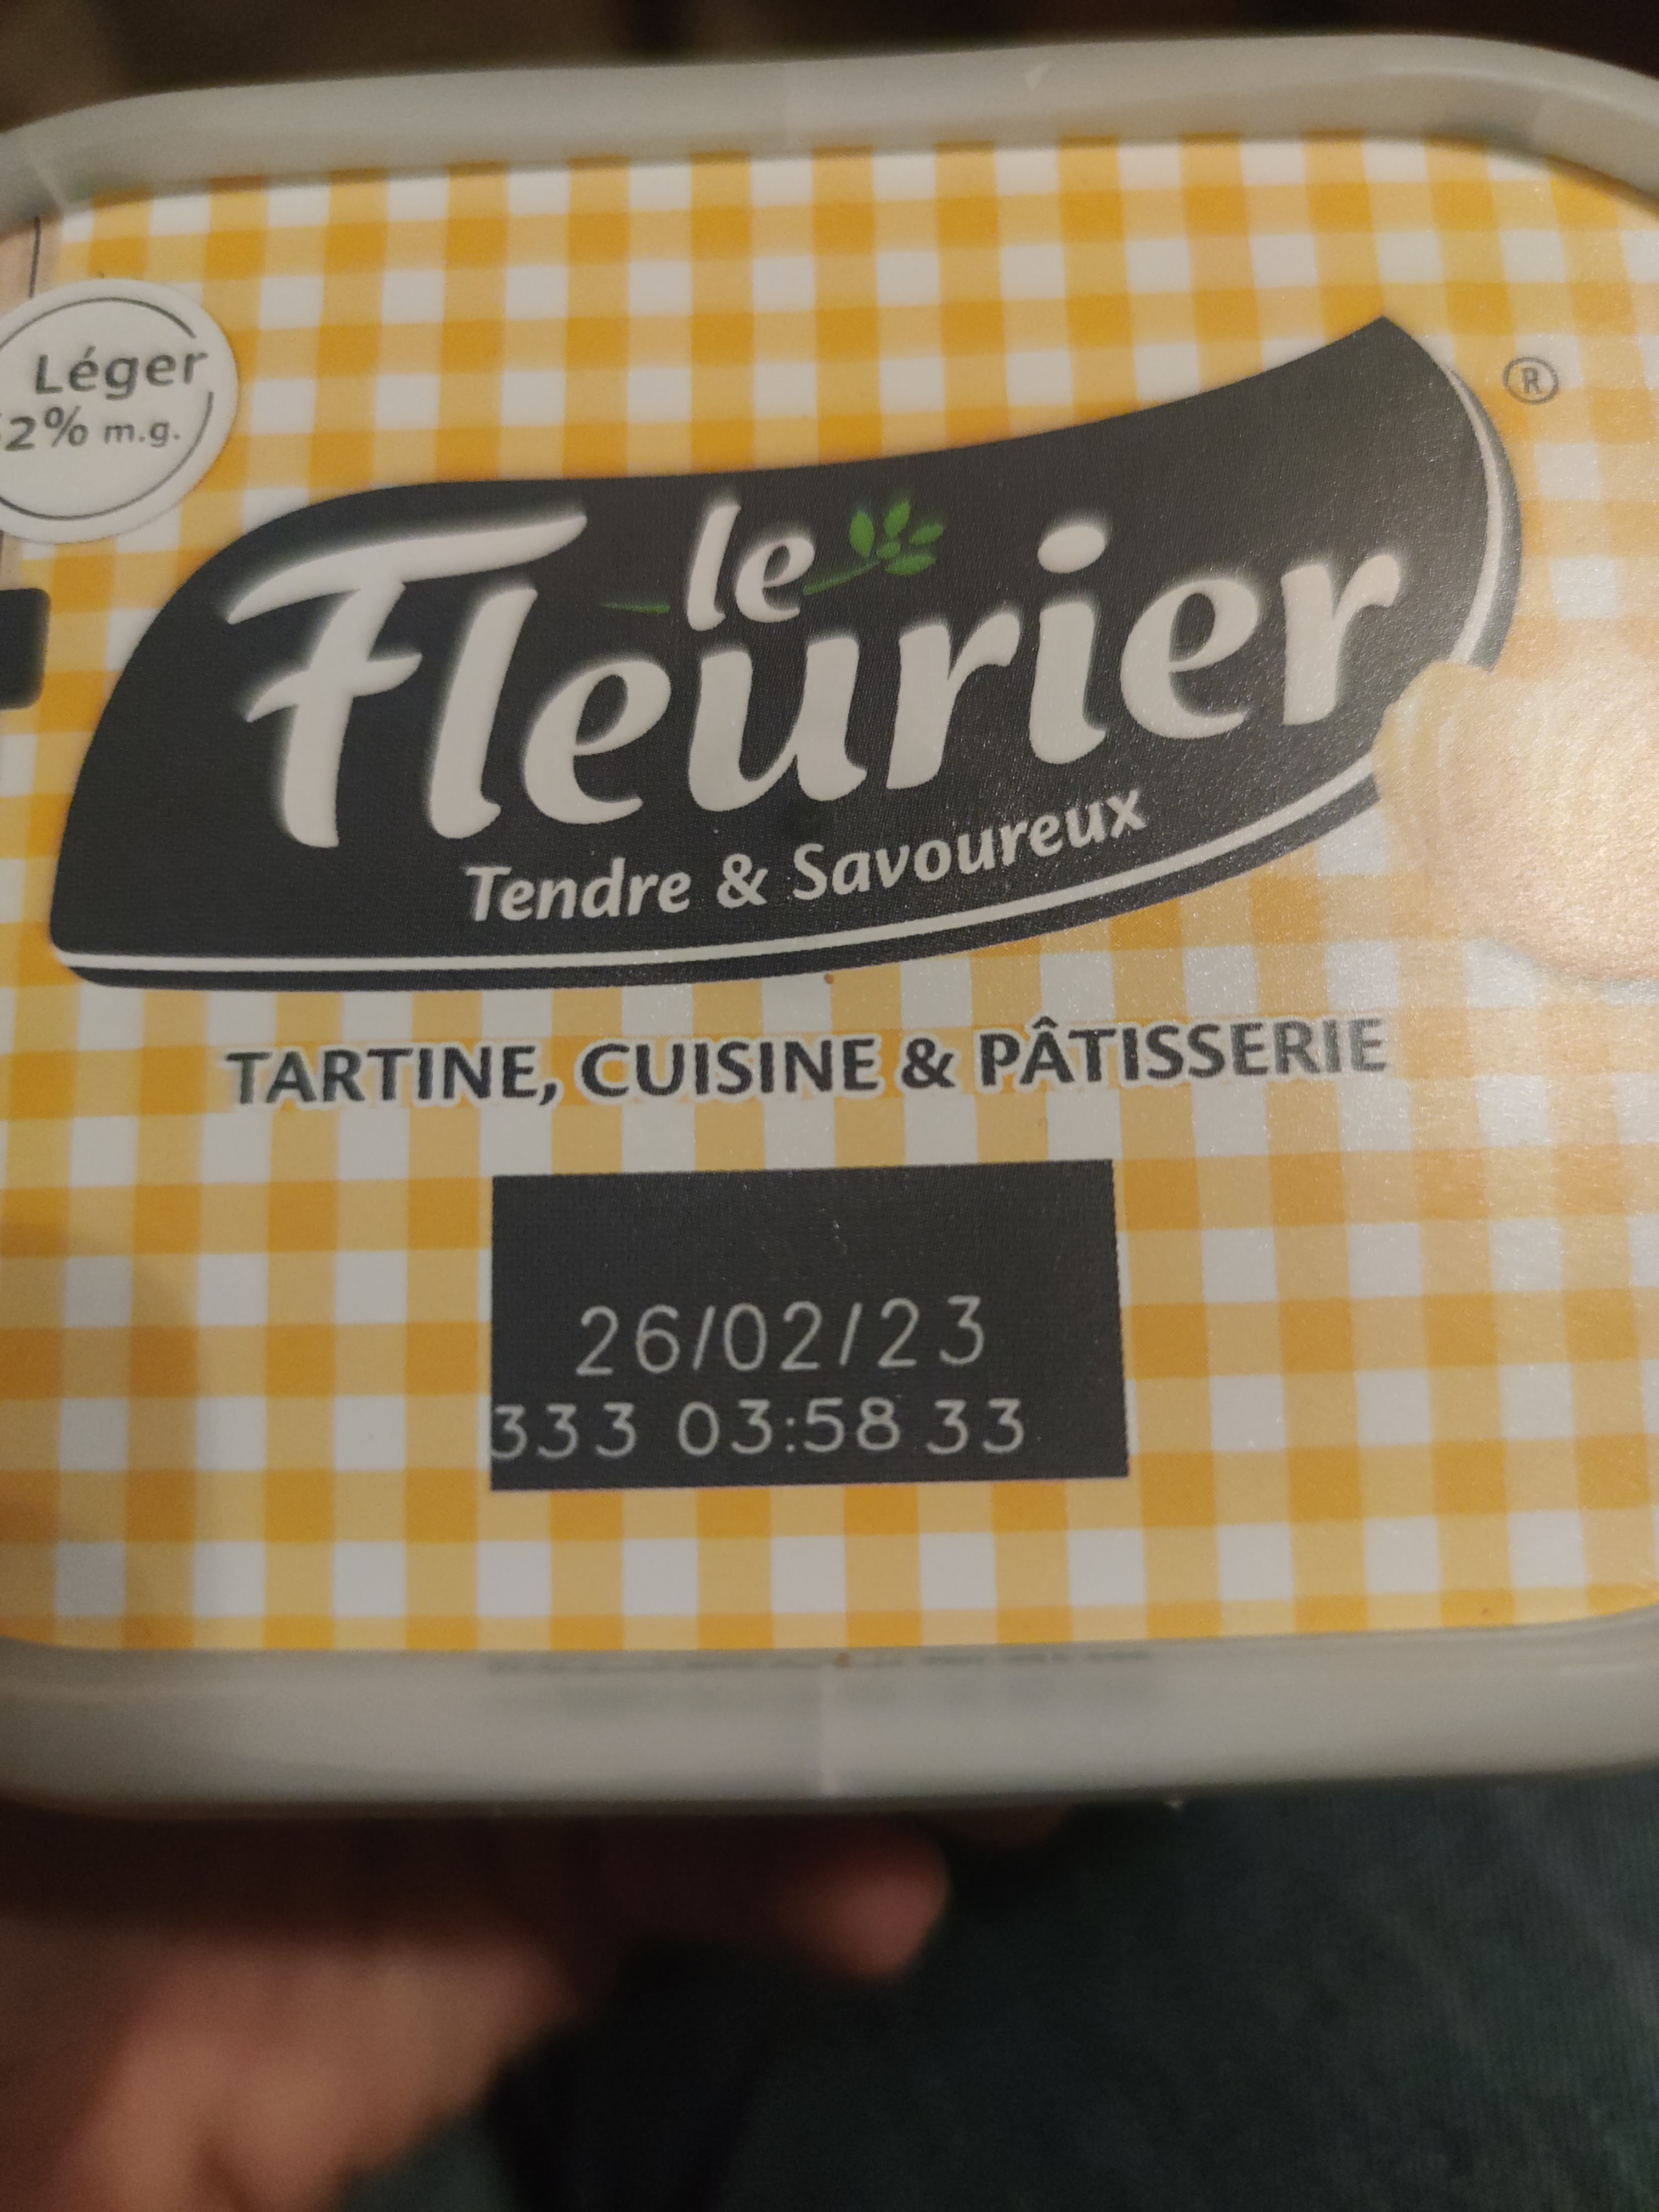 Léger
2% m.g.
®
le
Fleurier
Tendre & Savoureux
TARTINE, CUISINE & PÂTISSERIE
26/02/23
333 03:58 33